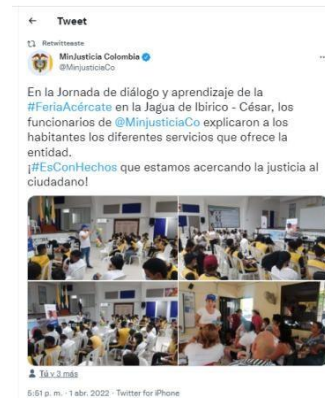 ← Tweet
Retwitteaste
MinJusticia Colombia
@MinjusticiaCo
En la Jornada de diálogo y aprendizaje de la
#FeriaAcércate en la Jagua de Ibirico - César, los
funcionarios de @MinjusticiaCo explicaron a los
habitantes los diferentes servicios que ofrece la
entidad.
¡#EsConHechos que estamos acercando la justicia al
ciudadano!
Tú y 3 más
5:51 p. m. · 1 abr. 2022 · Twitter for iPhone